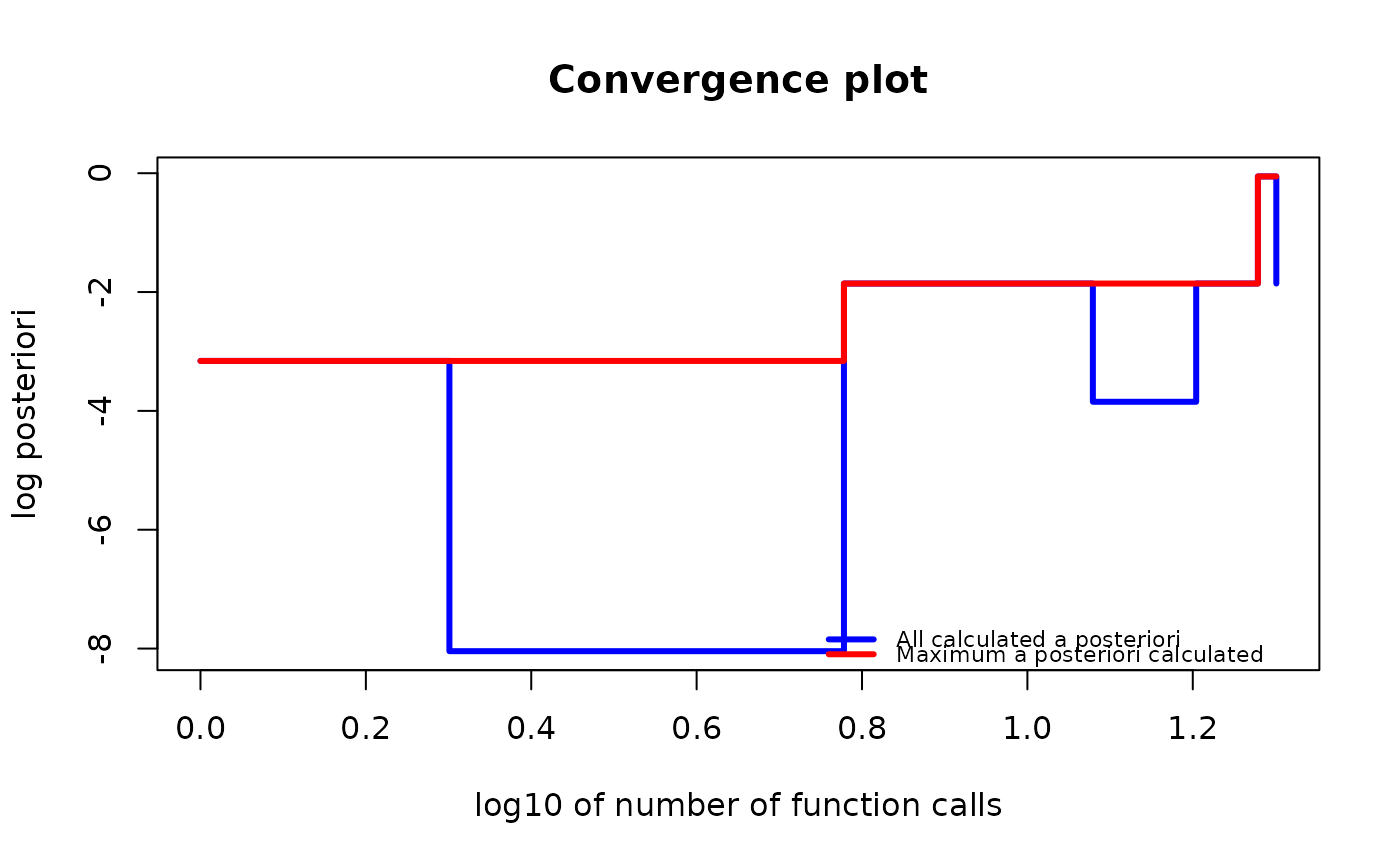 Convergence plot
log posteriori
0
-2
-4
-6
-8
All calculated a posteriori
Maximum a posteriori calculated
0.0 0.2 0.4 0.6 0.8 1.0 1.2
log10 of number of function calls